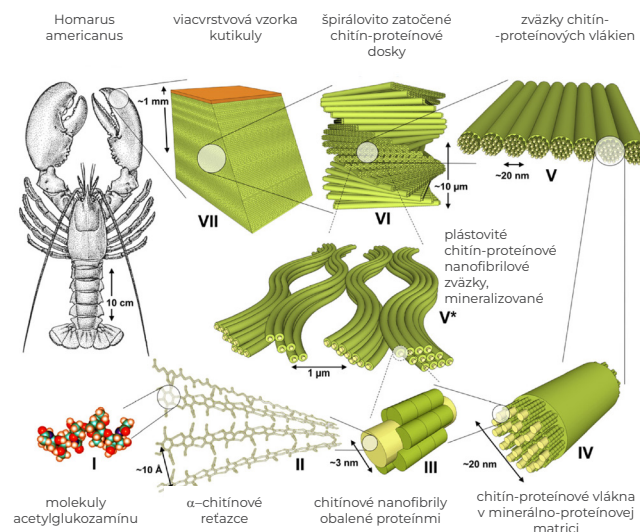 Homarus
americanus
viacvrstvová vzorka
kutikuly
špirálovito zatočené
chitín-proteínové
dosky
zväzky chitín-
-proteínových vlákien
~1 mm
VII
~10 µm
VI
~20 nm
V
10 cm
plástovité
chitín-proteínové
nanofibrilové
zväzky,
mineralizované
V*
1 µm
I
~10 Å
II
~3 nm
III
~20 nm
IV
molekuly
acetylglukozamínu
α–chitínové
reťazce
chitínové nanofibrily
obalené proteínmi
chitín-proteínové vlákna
v minerálno-proteínovej
matrici